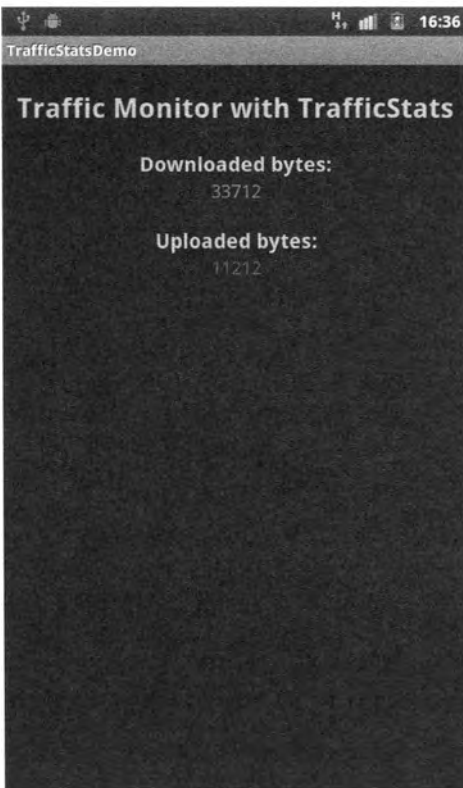 H 16:36
TrafficStatsDemo
Traffic Monitor with TrafficStats
Downloaded bytes:
33712
Uploaded bytes:
11212